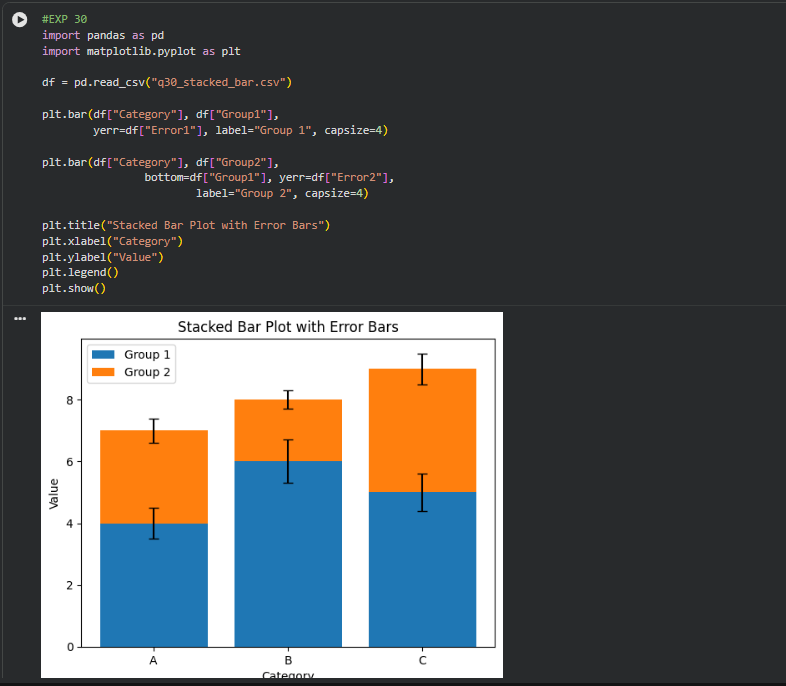 #EXP 30
import pandas as pd
import matplotlib.pyplot as plt
df = pd.read_csv("q30_stacked_bar.csv")
plt.bar(df["Category"], df["Group1"],
yerr=df["Error1"], label="Group 1", capsize=4)
plt.bar(df["Category"], df["Group2"],
bottom=df["Group1"], yerr=df["Error2"],
label="Group 2", capsize=4)
plt.title("Stacked Bar Plot with Error Bars")
plt.xlabel("Category")
plt.ylabel("Value")
plt.legend()
plt.show()
Stacked Bar Plot with Error Bars
Group 1
Group 2
8
6
4
2
0
Value
A B C
Category